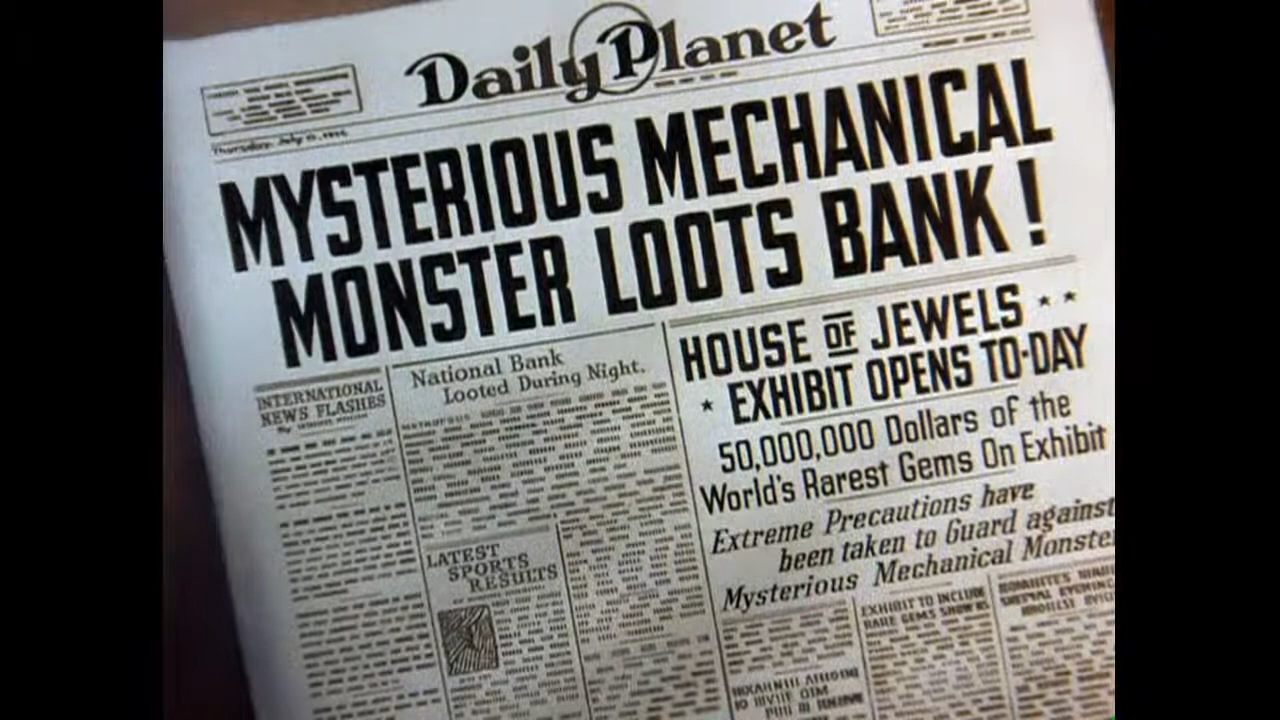 Daily Planet
MYSTERIOUS MECHANICAL
MONSTER LOOTS BANK!
INTERNATIONAL
NEWS FLASHES
National Bank
Looted During Night.
LATEST
SPORTS
RESULTS
HOUSE OF JEWELS
EXHIBIT OPENS TO-DAY
50,000,000 Dollars of the
World's Rarest Gems On Exhibit
Extreme Precautions have
been taken to Guard against
Mysterious Mechanical Monste
EXHIBIT TO INCLUDE
RARE GEMS